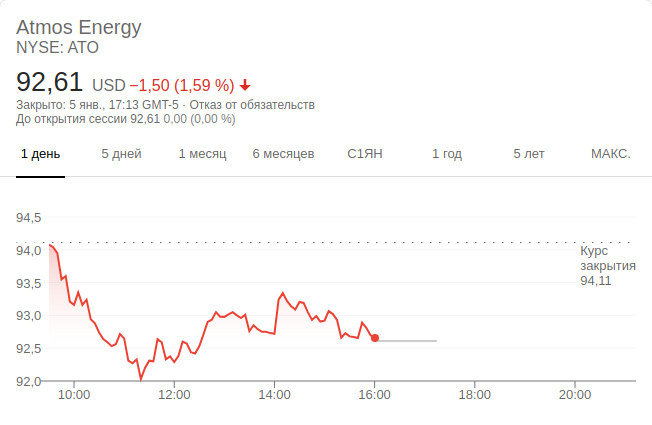 Atmos Energy
NYSE: ATO
92,61 USD −1,50 (1,59 %)
Закрыто: 5 янв., 17:13 GMT-5 · Отказ от обязательств
До открытия сессии 92,61 0,00 (0,00 %)
1 день 5 дней 1 месяц 6 месяцев С1ЯН 1 год 5 лет МАКС.
94,5
94,0
93,5
93,0
92,5
92,0
Курс
закрытия
94,11
10:00 12:00 14:00 16:00 18:00 20:00